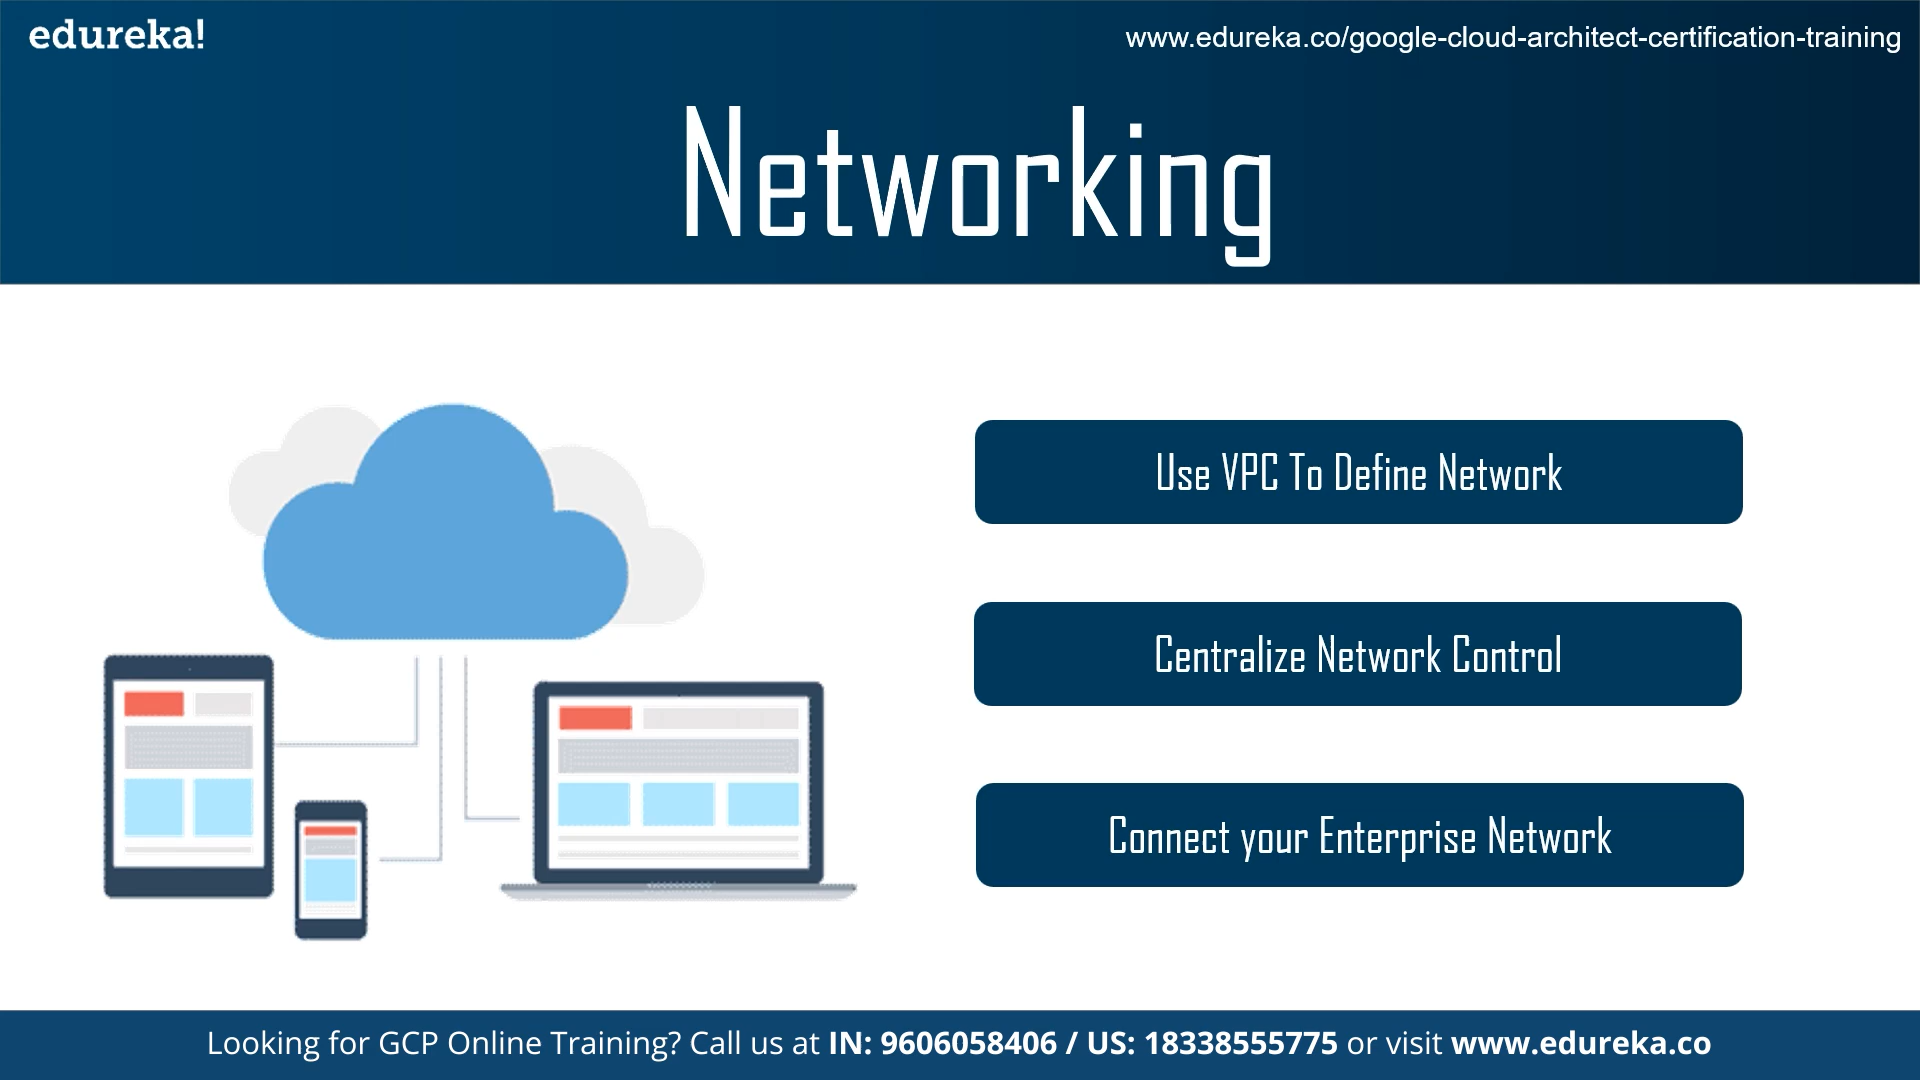 edureka!
www.edureka.co/google-cloud-architect-certification-training
Networking
Use VPC To Define Network
Centralize Network Control
Connect your Enterprise Network
Looking for GCP Online Training? Call us at IN: 9606058406 / US: 18338555775 or visit www.edureka.co